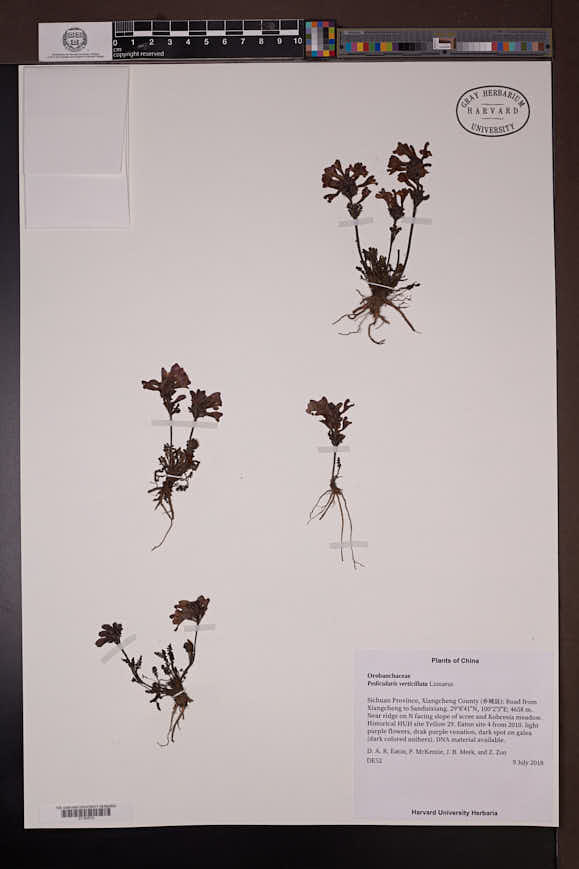 0 1 2 3 4 5 6 7 8 9 10
cm
copyright reserved
GRAY HERBARIUM
HARVARD
UNIVERSITY
Plants of China
Orobanchaceae
Pedicularis verticillata Linnaeus
Sichuan Province, Xiangcheng County (乡城县): Road from
Xiangcheng to Sanduixiang. 29°8'41"N, 100°2'5"E; 4658 m.
Near ridge on N facing slope of scree and Kobresia meadow.
Historical HUH site Yellow 29. Eaton site 4 from 2010. light
purple flowers, drak purple venation, dark spot on galea
(dark colored anthers). DNA material available.
D. A. R. Eaton, P. McKenzie, J. B. Meek, and Z. Zuo
DE52 9 July 2018
Harvard University Herbaria